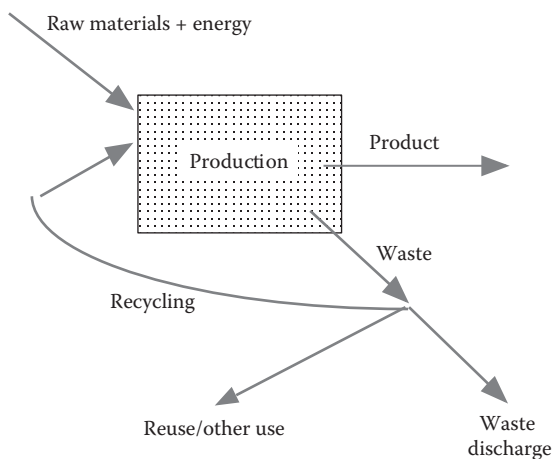 Raw materials + energy
Production
Product
Waste
Recycling
Reuse/other use
Waste
discharge